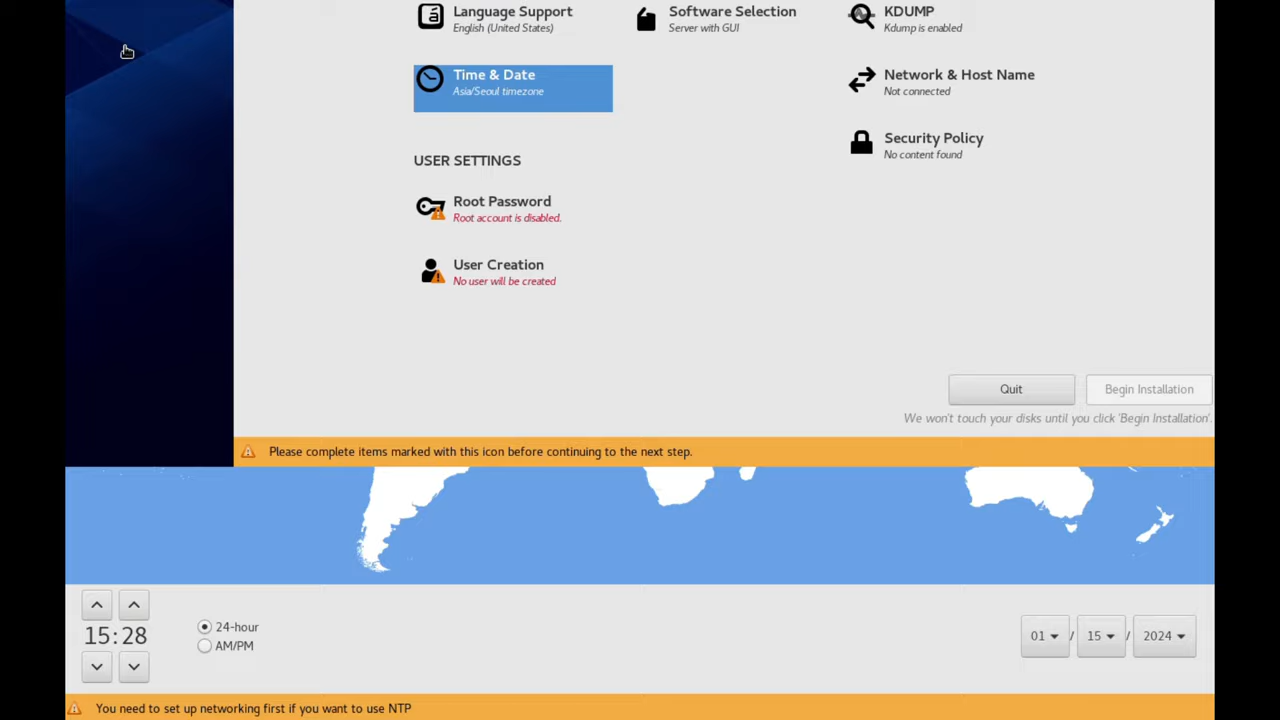 Language Support
English (United States)
Software Selection
Server with GUI
KDUMP
Kdump is enabled
Time & Date
Asia/Seoul timezone
Network & Host Name
Not connected
Security Policy
No content found
USER SETTINGS
Root Password
Root account is disabled.
User Creation
No user will be created
Quit
Begin Installation
We won't touch your disks until you click 'Begin Installation'.
Please complete items marked with this icon before continuing to the next step.
15:28
24-hour
AM/PM
01 / 15 / 2024
You need to set up networking first if you want to use NTP